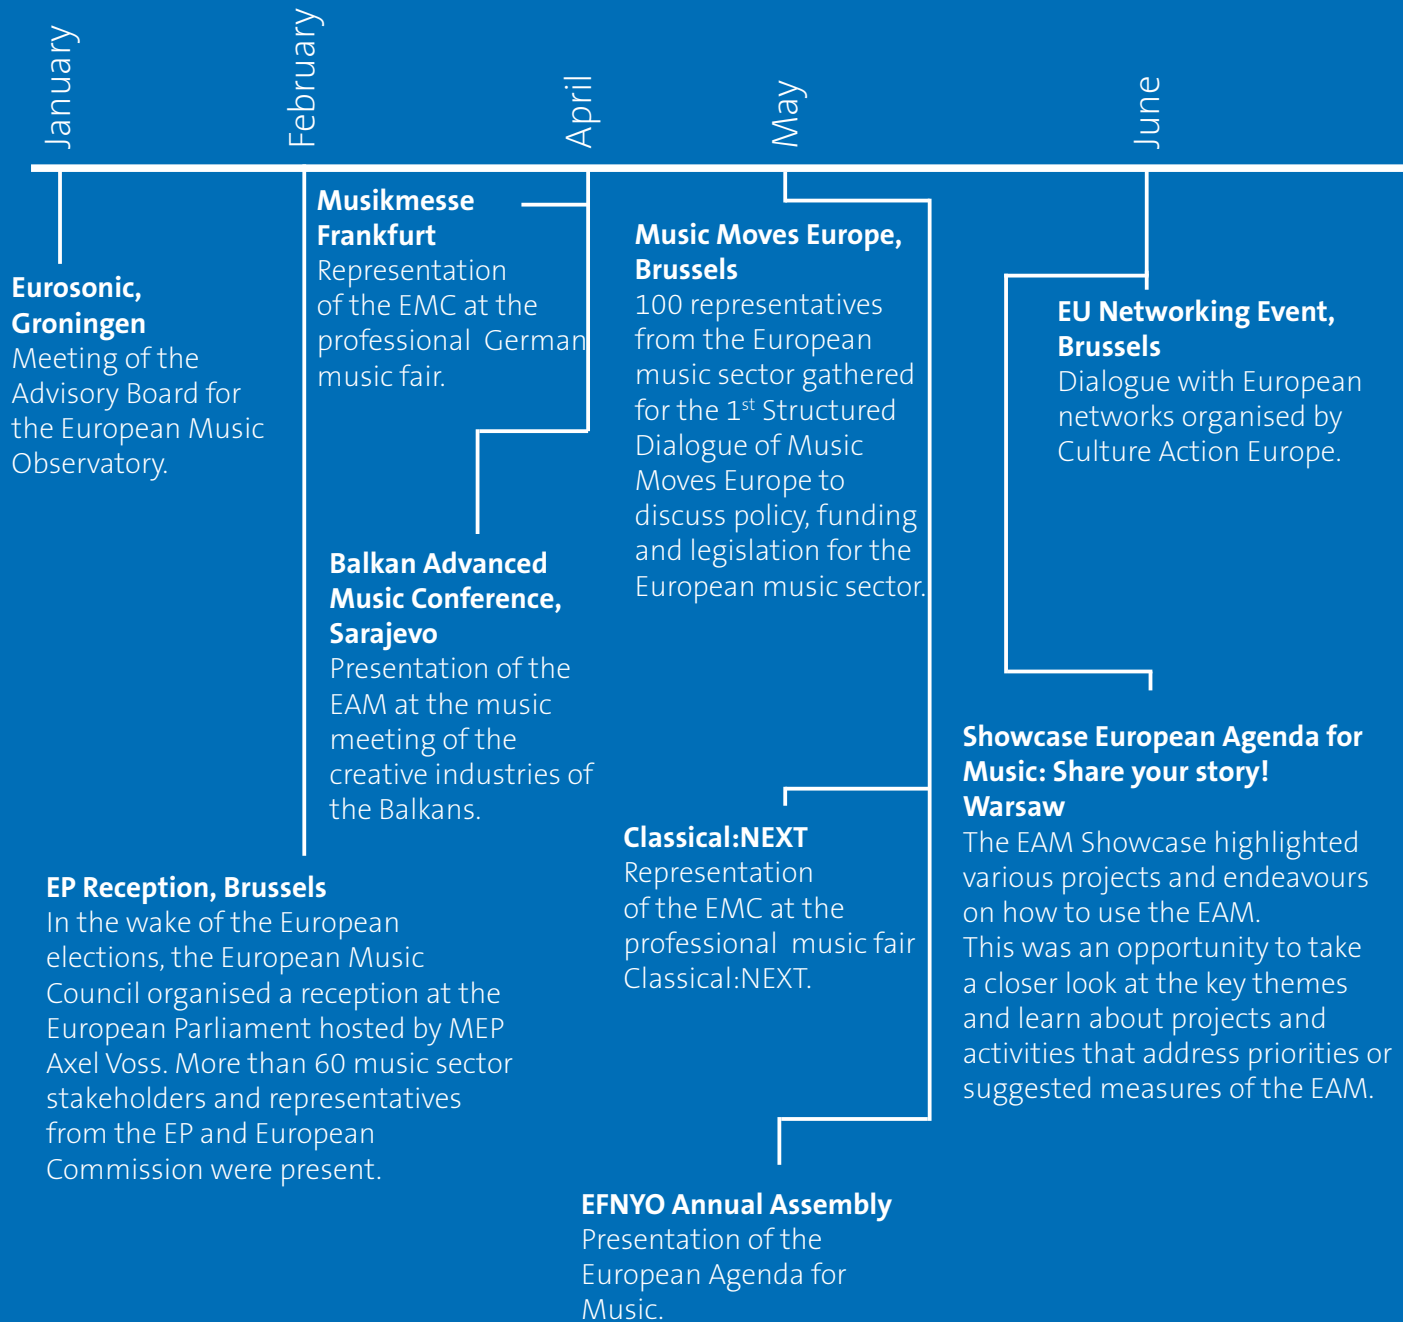 January
February
April
May
June
Eurosonic,
Groningen
Meeting of the
Advisory Board for
the European Music
Observatory.
EP Reception, Brussels
In the wake of the European
elections, the European Music
Council organised a reception at the
European Parliament hosted by MEP
Axel Voss. More than 60 music sector
stakeholders and representatives
from the EP and European
Commission were present.
Musikmesse
Frankfurt
Representation
of the EMC at the
professional German
music fair.
Balkan Advanced
Music Conference,
Sarajevo
Presentation of the
EAM at the music
meeting of the
creative industries of
the Balkans.
Music Moves Europe,
Brussels
100 representatives
from the European
music sector gathered
for the 1st Structured
Dialogue of Music
Moves Europe to
discuss policy, funding
and legislation for the
European music sector.
Classical:NEXT
Representation
of the EMC at the
professional music fair
Classical:NEXT.
EFNYO Annual Assembly
Presentation of the
European Agenda for
Music.
EU Networking Event,
Brussels
Dialogue with European
networks organised by
Culture Action Europe.
Showcase European Agenda for
Music: Share your story!
Warsaw
The EAM Showcase highlighted
various projects and endeavours
on how to use the EAM.
This was an opportunity to take
a closer look at the key themes
and learn about projects and
activities that address priorities or
suggested measures of the EAM.